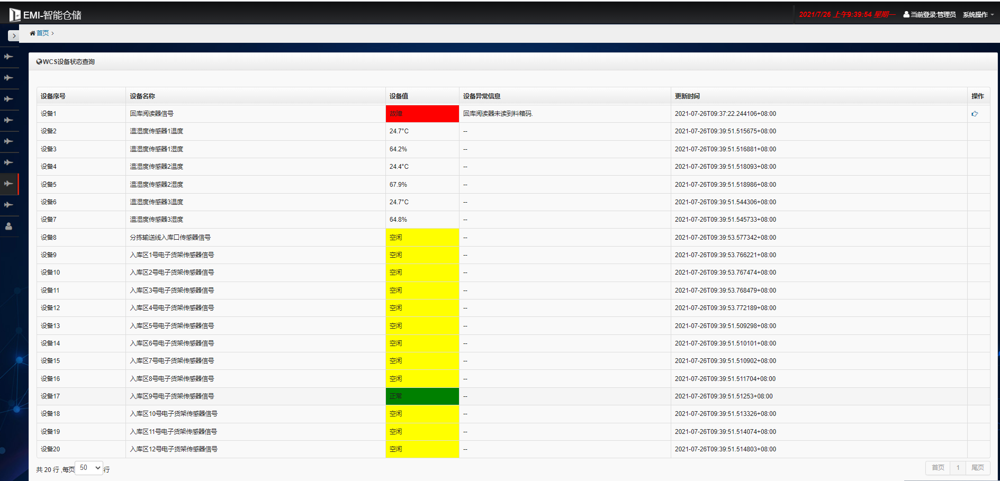 EMI-智能仓储
2021/7/26 上午9:39:54 星期一 当前登录:管理员 系统操作
首页
WCS设备状态查询
设备序号 设备名称 设备值 设备异常信息 更新时间 操作
设备1 回库阅读器信号 故障 回库阅读器未读到料箱码. 2021-07-26T09:37:22.244106+08:00
设备2 温湿度传感器1温度 24.7°C -- 2021-07-26T09:39:51.515675+08:00
设备3 温湿度传感器1湿度 64.2% -- 2021-07-26T09:39:51.516881+08:00
设备4 温湿度传感器2温度 24.4°C -- 2021-07-26T09:39:51.518093+08:00
设备5 温湿度传感器2湿度 67.9% -- 2021-07-26T09:39:51.518986+08:00
设备6 温湿度传感器3温度 24.7°C -- 2021-07-26T09:39:51.544306+08:00
设备7 温湿度传感器3湿度 64.8% -- 2021-07-26T09:39:51.545733+08:00
设备8 分拣输送线入库口传感器信号 空闲 -- 2021-07-26T09:39:53.577342+08:00
设备9 入库区1号电子货架传感器信号 空闲 -- 2021-07-26T09:39:53.766221+08:00
设备10 入库区2号电子货架传感器信号 空闲 -- 2021-07-26T09:39:53.767474+08:00
设备11 入库区3号电子货架传感器信号 空闲 -- 2021-07-26T09:39:53.768479+08:00
设备12 入库区4号电子货架传感器信号 空闲 -- 2021-07-26T09:39:53.772189+08:00
设备13 入库区5号电子货架传感器信号 空闲 -- 2021-07-26T09:39:51.509298+08:00
设备14 入库区6号电子货架传感器信号 空闲 -- 2021-07-26T09:39:51.510101+08:00
设备15 入库区7号电子货架传感器信号 空闲 -- 2021-07-26T09:39:51.510902+08:00
设备16 入库区8号电子货架传感器信号 空闲 -- 2021-07-26T09:39:51.511704+08:00
设备17 入库区9号电子货架传感器信号 正常 -- 2021-07-26T09:39:51.51253+08:00
设备18 入库区10号电子货架传感器信号 空闲 -- 2021-07-26T09:39:51.513326+08:00
设备19 入库区11号电子货架传感器信号 空闲 -- 2021-07-26T09:39:51.514074+08:00
设备20 入库区12号电子货架传感器信号 空闲 -- 2021-07-26T09:39:51.514803+08:00
共 20 行 ,每页 50 行 首页 1 尾页